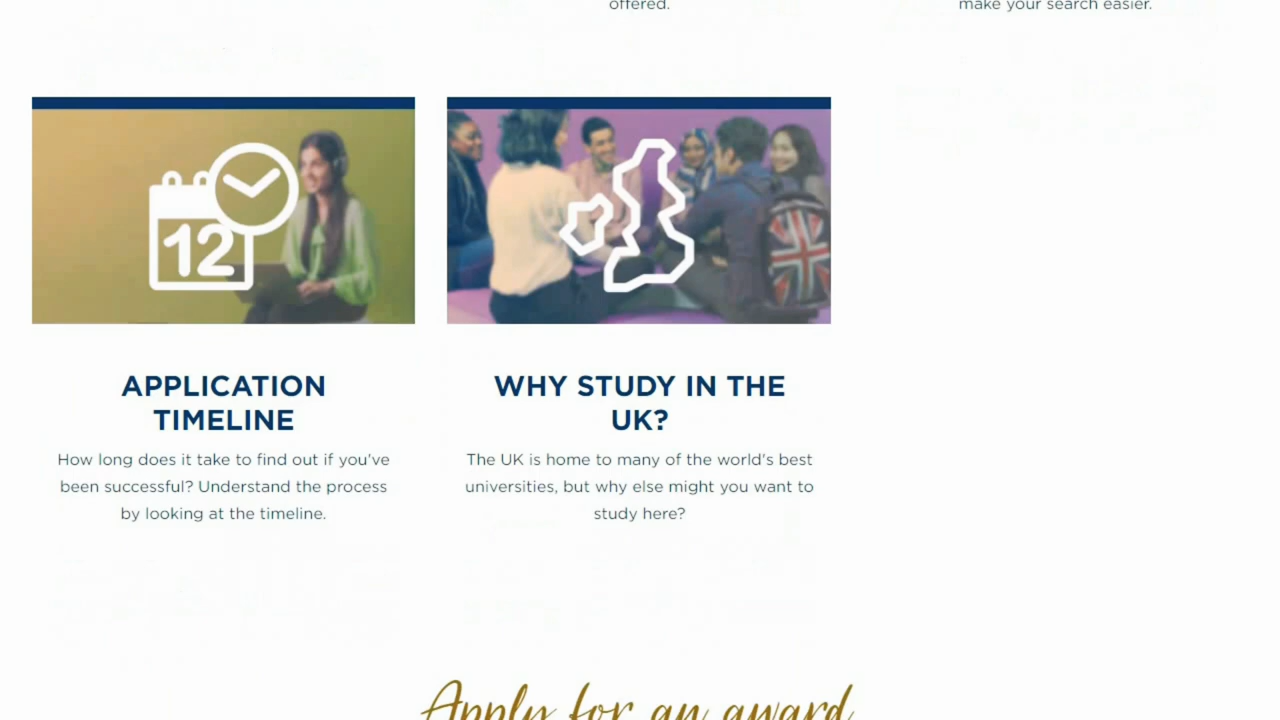 offered.
make your search easier.
12
APPLICATION
TIMELINE
How long does it take to find out if you've
been successful? Understand the process
by looking at the timeline.
WHY STUDY IN THE
UK?
The UK is home to many of the world's best
universities, but why else might you want to
study here?
Apply for an award